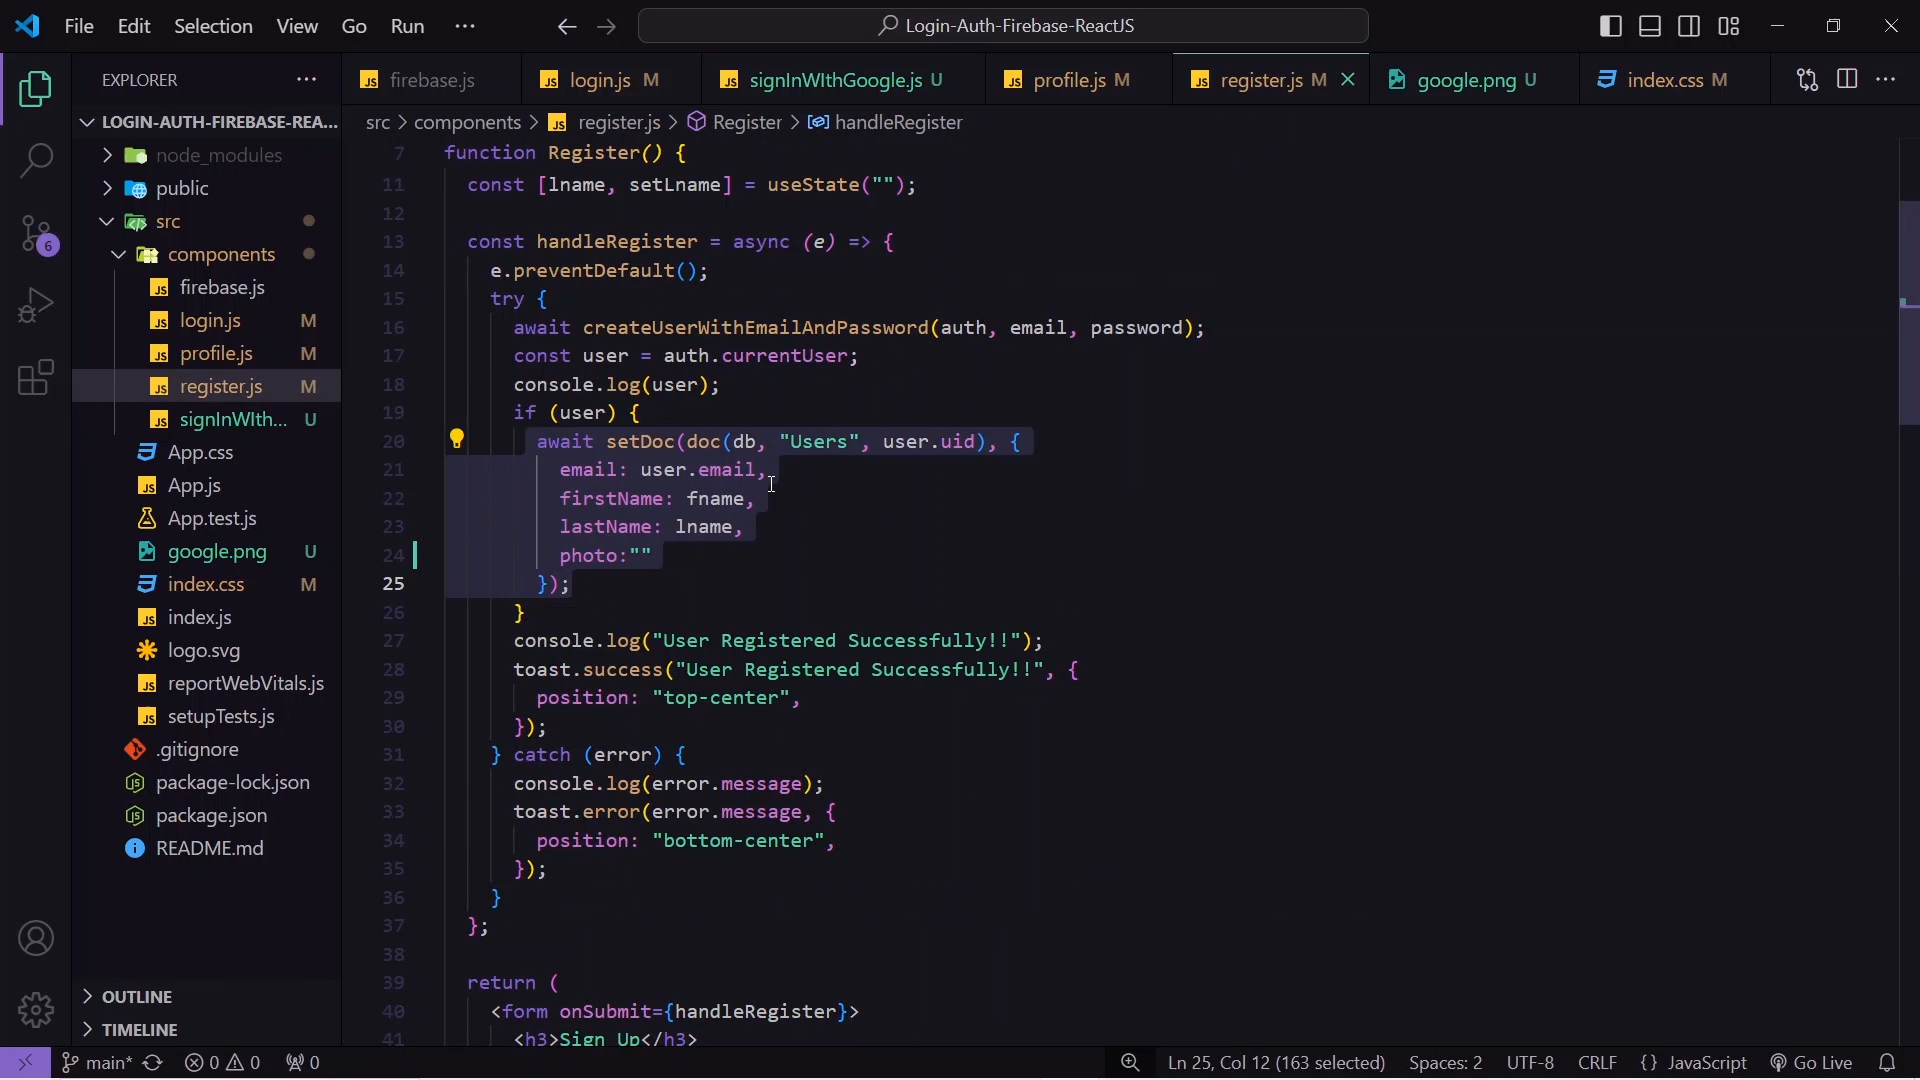 File Edit Selection View Go Run ··· Login-Auth-Firebase-ReactJS
EXPLORER ···
LOGIN-AUTH-FIREBASE-REA...
node_modules
public
src
components
firebase.js
login.js M
profile.js M
register.js M
signInWIth... U
App.css
App.js
App.test.js
google.png U
index.css M
index.js
logo.svg
reportWebVitals.js
setupTests.js
.gitignore
package-lock.json
package.json
README.md
OUTLINE
TIMELINE
6
firebase.js login.js M signInWIthGoogle.js U profile.js M register.js M google.png U index.css M ···
src > components > register.js > Register > handleRegister
7 function Register() {
11 const [lname, setLname] = useState("");
12
13 const handleRegister = async (e) => {
14 e.preventDefault();
15 try {
16 await createUserWithEmailAndPassword(auth, email, password);
17 const user = auth.currentUser;
18 console.log(user);
19 if (user) {
20 await setDoc(doc(db, "Users", user.uid), {
21 email: user.email,
22 firstName: fname,
23 lastName: lname,
24 photo:""
25 });
26 }
27 console.log("User Registered Successfully!!");
28 toast.success("User Registered Successfully!!", {
29 position: "top-center",
30 });
31 } catch (error) {
32 console.log(error.message);
33 toast.error(error.message, {
34 position: "bottom-center",
35 });
36 }
37 };
38
39 return (
40 <form onSubmit={handleRegister}>
41 <h3>Sign Up</h3>
main* 0 0 0 Ln 25, Col 12 (163 selected) Spaces: 2 UTF-8 CRLF {} JavaScript Go Live